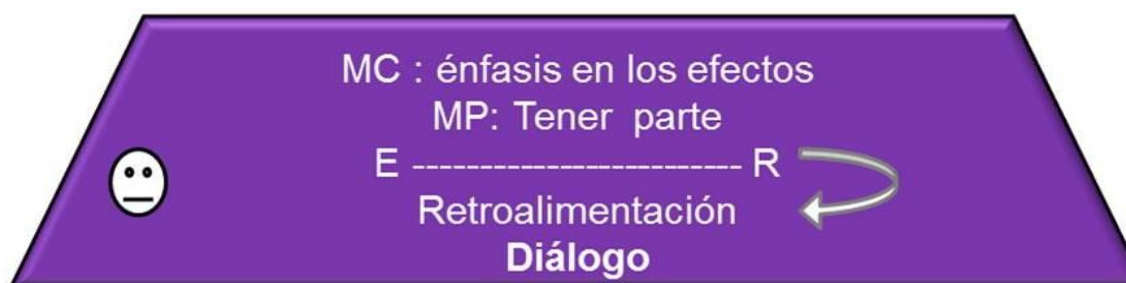 MC : énfasis en los efectos
MP: Tener parte
E ------------------------ R
Retroalimentación
Diálogo